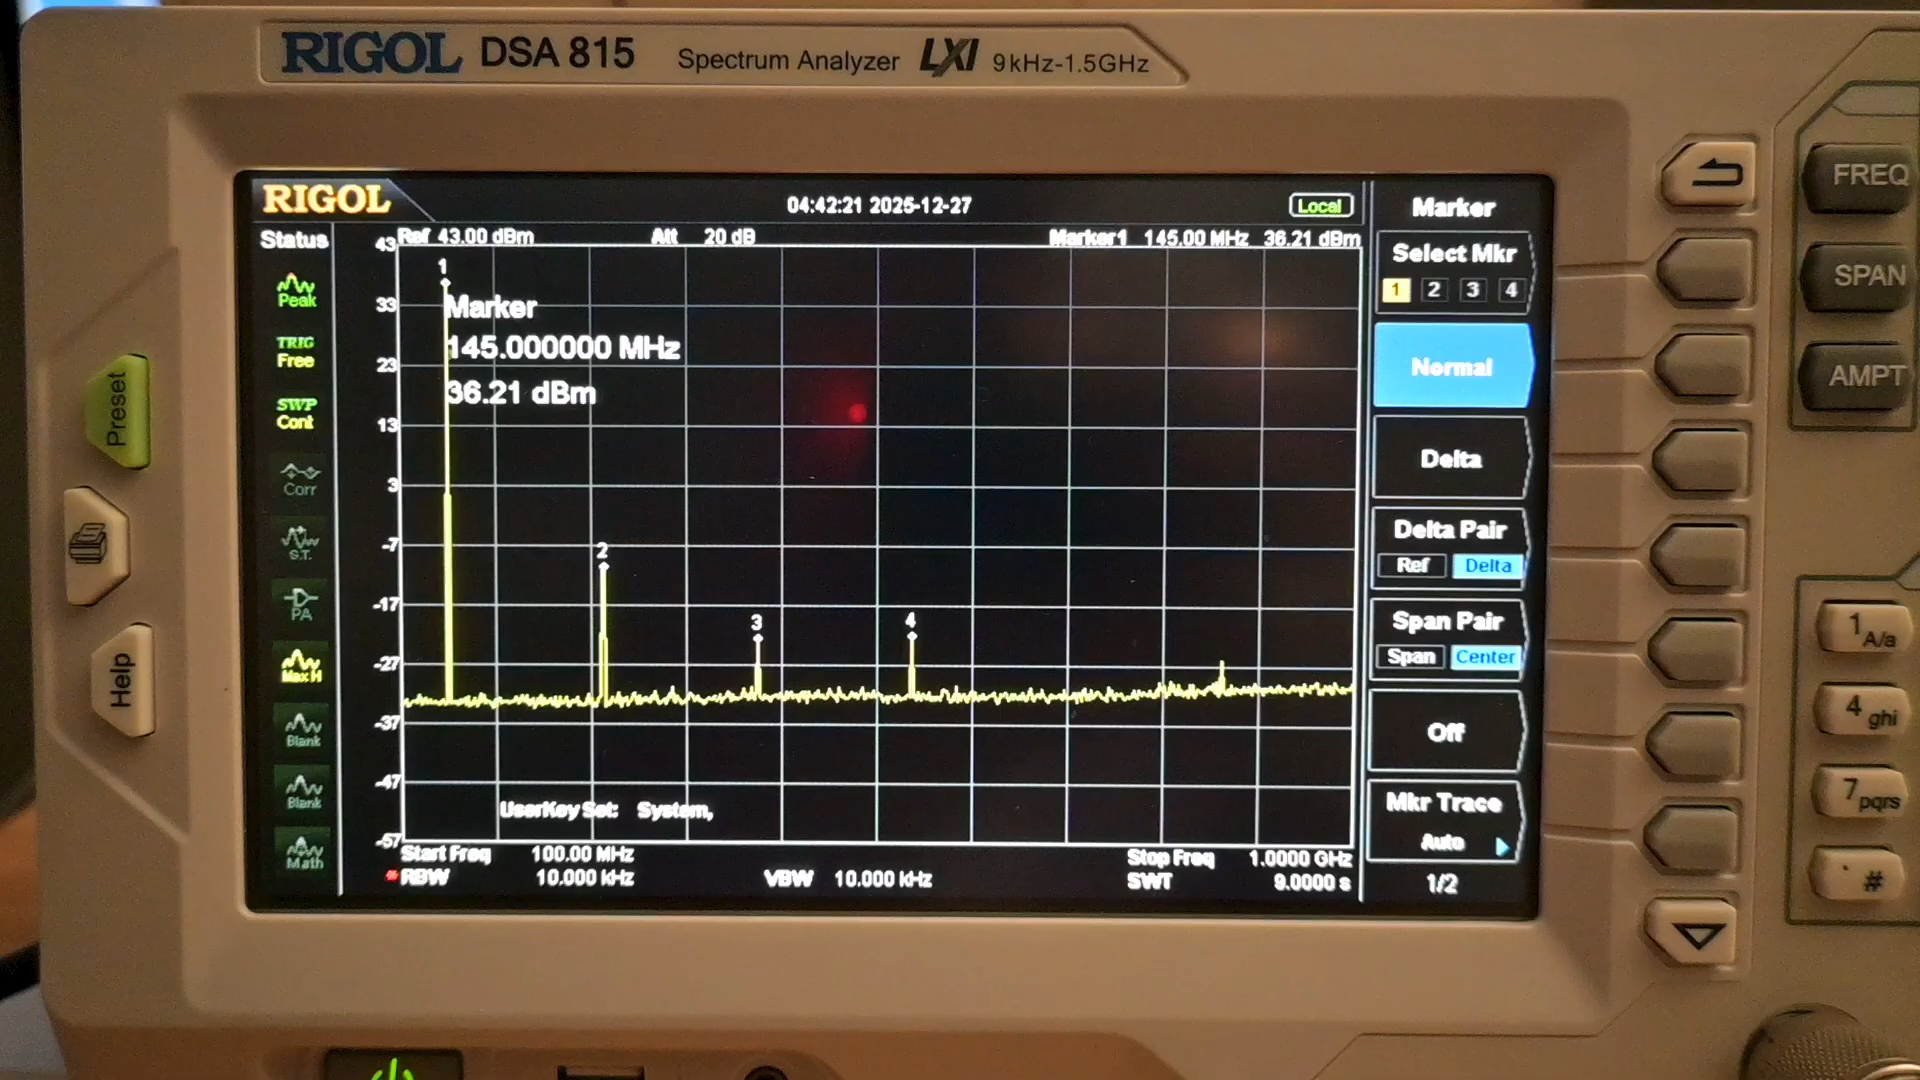 RIGOL DSA 815 Spectrum Analyzer LXI 9kHz-1.5GHz
RIGOL
04:42:21 2025-12-27
Local
Status
Ref 43.00 dBm
Att 20 dB
Marker1 145.00 MHz 36.21 dBm
Peak
TRIG
Free
SWP
Cont
Corr
S.T.
PA
Max H
Blank
Blank
Math
43
33
23
13
3
-7
-17
-27
-37
-47
-57
1
2
3
4
Marker
145.000000 MHz
36.21 dBm
UserKey Set: System,
Start Freq 100.00 MHz
Stop Freq 1.0000 GHz
RBW 10.000 kHz
VBW 10.000 kHz
SWT 9.0000 s
Marker
Select Mkr
1 2 3 4
Normal
Delta
Delta Pair
Ref Delta
Span Pair
Span Center
Off
Mkr Trace
Auto
1/2
Preset
Help
FREQ
SPAN
AMPT
1 A/a
4 ghi
7 pqrs
. #